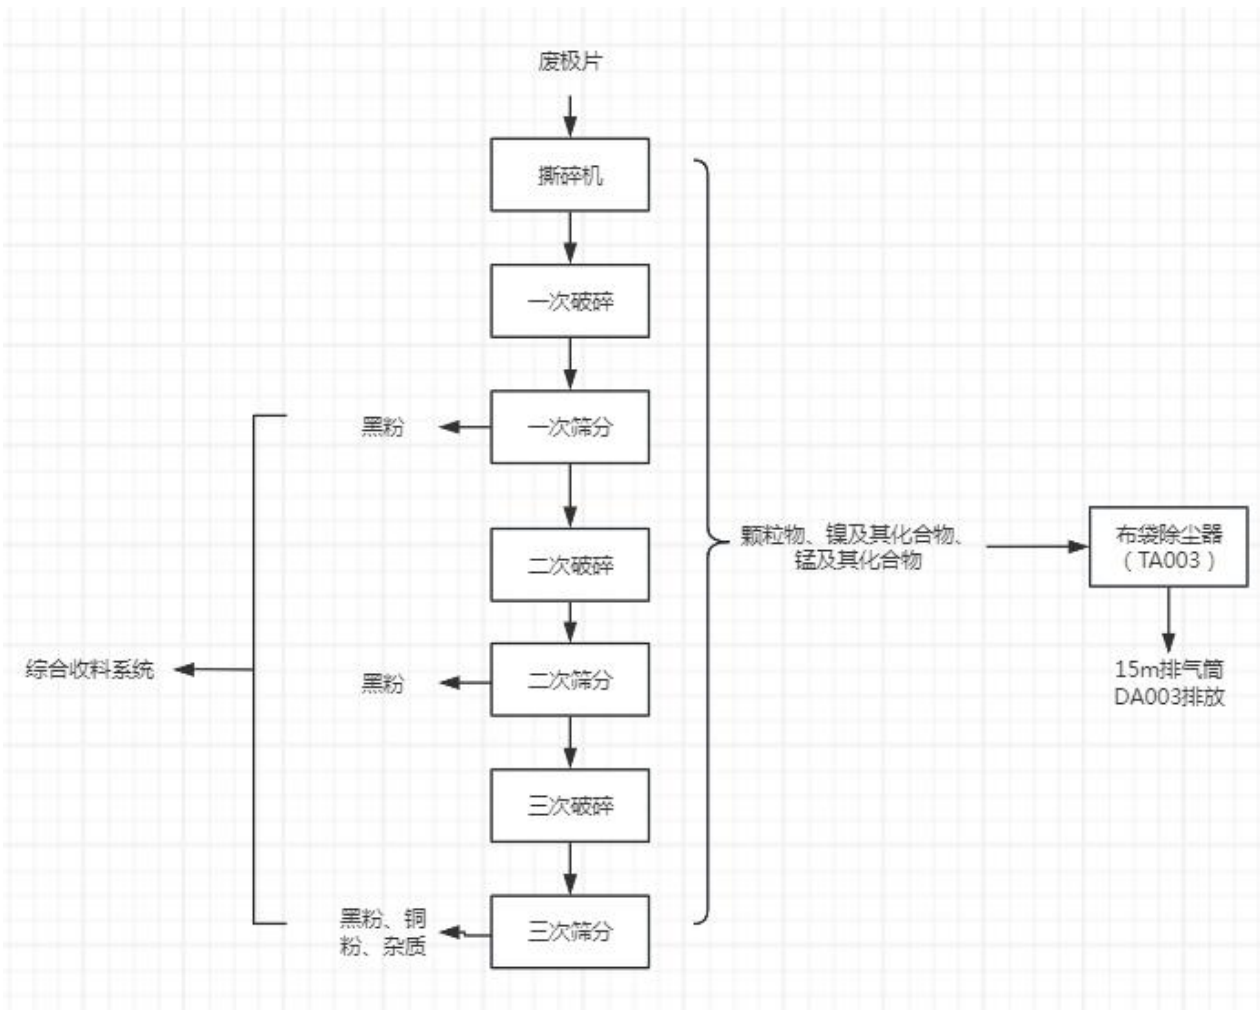 废极片
撕碎机
一次破碎
一次筛分
黑粉
二次破碎
颗粒物、镍及其化合物、
锰及其化合物
布袋除尘器
（TA003）
综合收料系统
黑粉
二次筛分
15m排气筒
DA003排放
三次破碎
黑粉、铜
粉、杂质
三次筛分